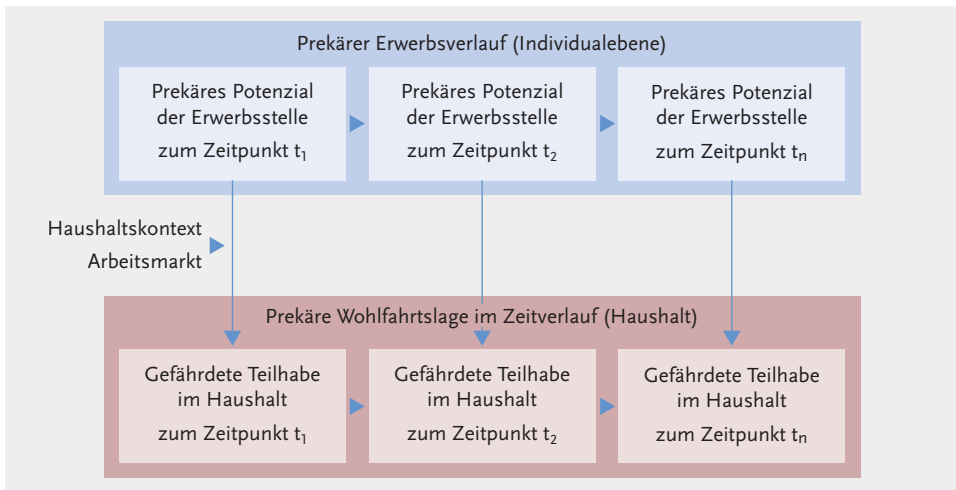 Prekärer Erwerbsverlauf (Individualebene)
Prekäres Potenzial
der Erwerbsstelle
zum Zeitpunkt t₁
Prekäres Potenzial
der Erwerbsstelle
zum Zeitpunkt t₂
Prekäres Potenzial
der Erwerbsstelle
zum Zeitpunkt tₙ
Haushaltskontext
Arbeitsmarkt
Prekäre Wohlfahrtslage im Zeitverlauf (Haushalt)
Gefährdete Teilhabe
im Haushalt
zum Zeitpunkt t₁
Gefährdete Teilhabe
im Haushalt
zum Zeitpunkt t₂
Gefährdete Teilhabe
im Haushalt
zum Zeitpunkt tₙ